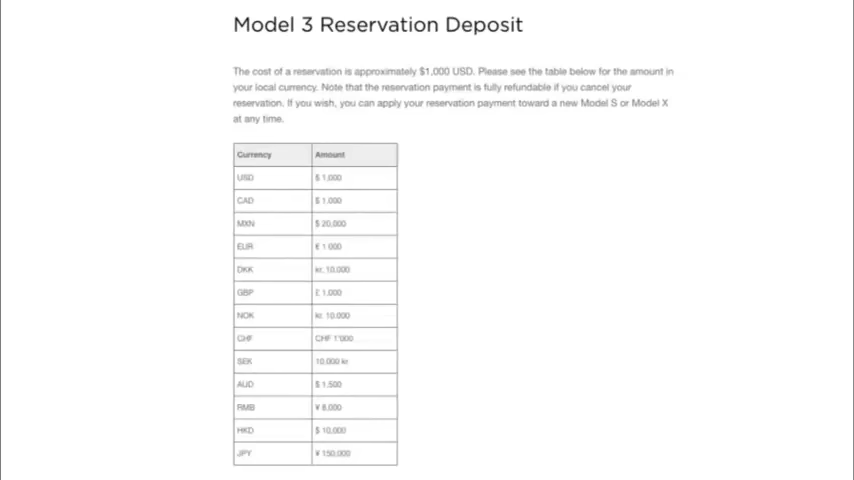 Model 3 Reservation Deposit
The cost of a reservation is approximately $1,000 USD. Please see the table below for the amount in
your local currency. Note that the reservation payment is fully refundable if you cancel your
reservation. If you wish, you can apply your reservation payment toward a new Model S or Model X
at any time.
Currency Amount
USD $ 1,000
CAD $ 1,000
MXN $ 20,000
EUR € 1 000
DKK kr. 10.000
GBP £ 1,000
NOK kr. 10.000
CHF CHF 1'000
SEK 10.000 kr
AUD $ 1,500
RMB ¥ 8,000
HKD $ 10,000
JPY ¥ 150,000